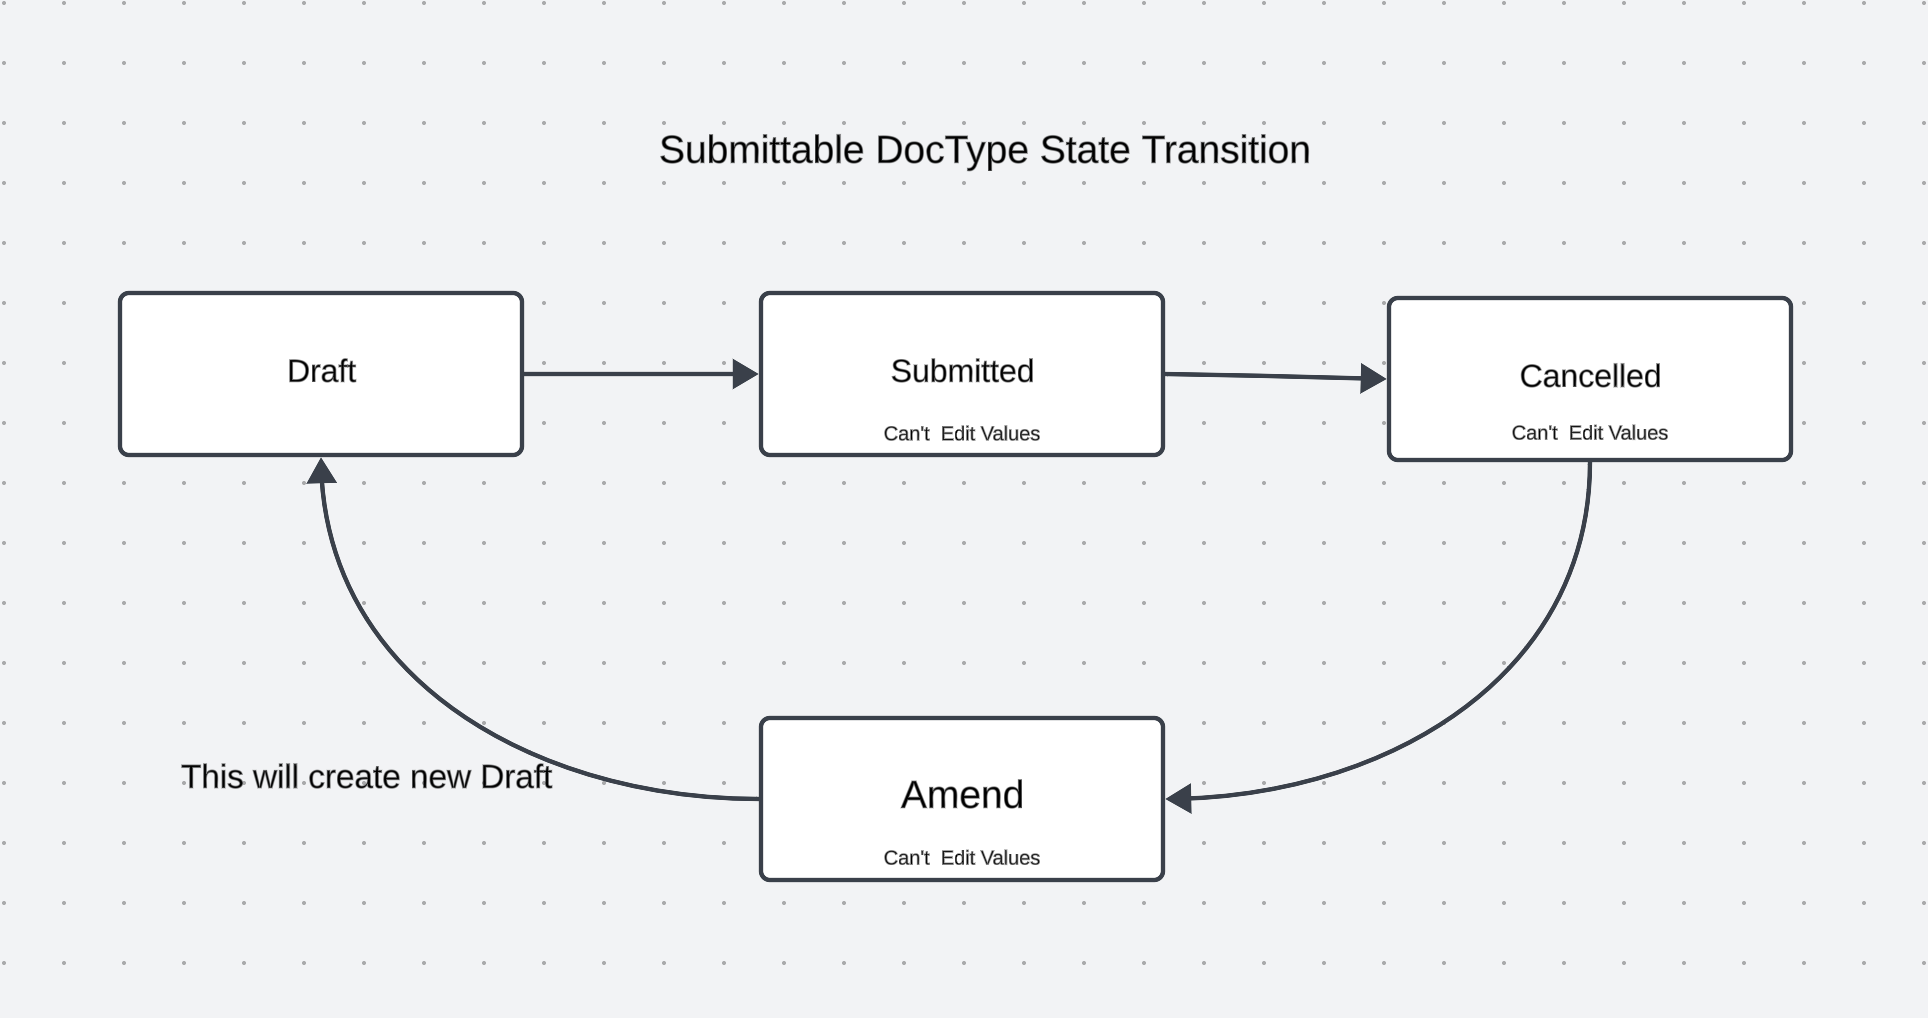 Submittable DocType State Transition
Draft
Submitted
Can't  Edit Values
Cancelled
Can't  Edit Values
This will create new Draft
Amend
Can't  Edit Values